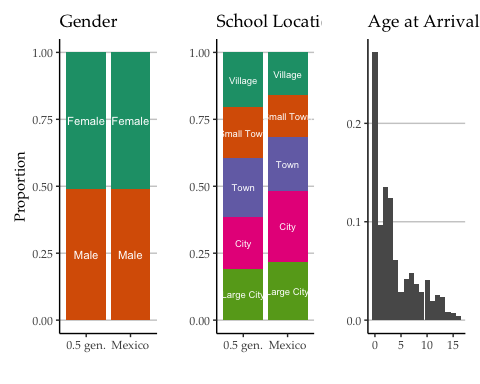 Gender
School Locati
Age at Arrival
Proportion
1.00
0.75
0.50
0.25
0.00
Female
Female
Male
Male
0.5 gen.
Mexico
1.00
0.75
0.50
0.25
0.00
Village
Village
Small Tow
Small Town
Town
Town
City
City
Large City
Large City
0.5 gen.
Mexico
0.2
0.1
0.0
0
5
10
15